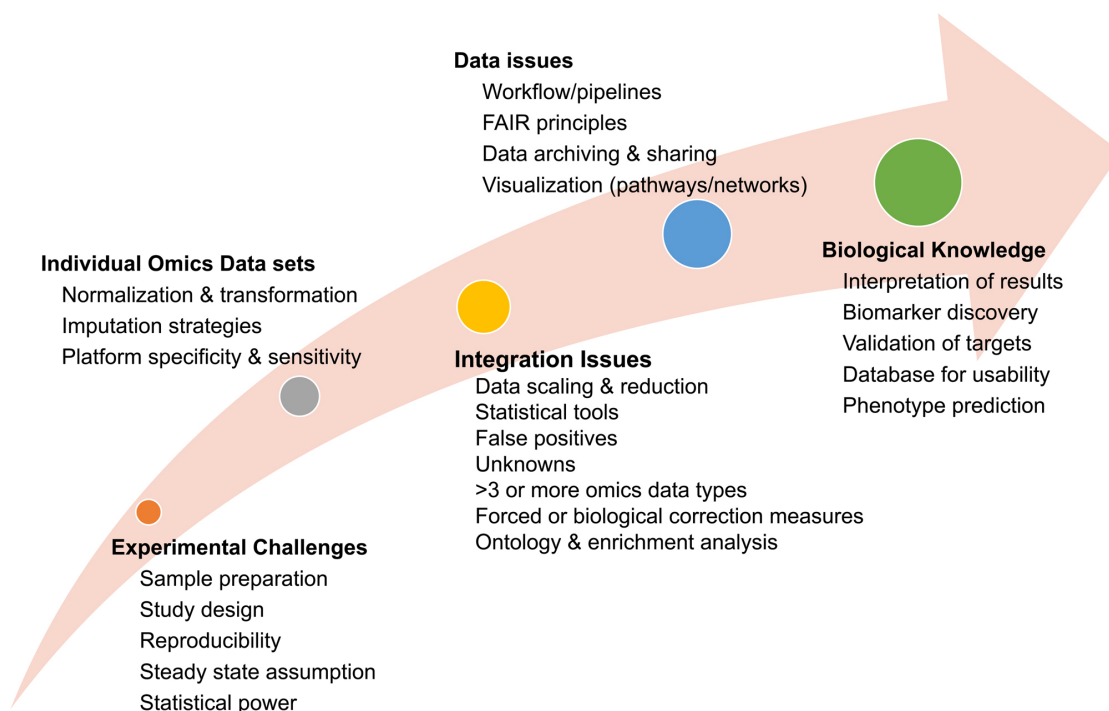 Data issues
Workflow/pipelines
FAIR principles
Data archiving & sharing
Visualization (pathways/networks)
Individual Omics Data sets
Normalization & transformation
Imputation strategies
Platform specificity & sensitivity
Biological Knowledge
Interpretation of results
Biomarker discovery
Validation of targets
Database for usability
Phenotype prediction
Integration Issues
Data scaling & reduction
Statistical tools
False positives
Unknowns
>3 or more omics data types
Forced or biological correction measures
Ontology & enrichment analysis
Experimental Challenges
Sample preparation
Study design
Reproducibility
Steady state assumption
Statistical power